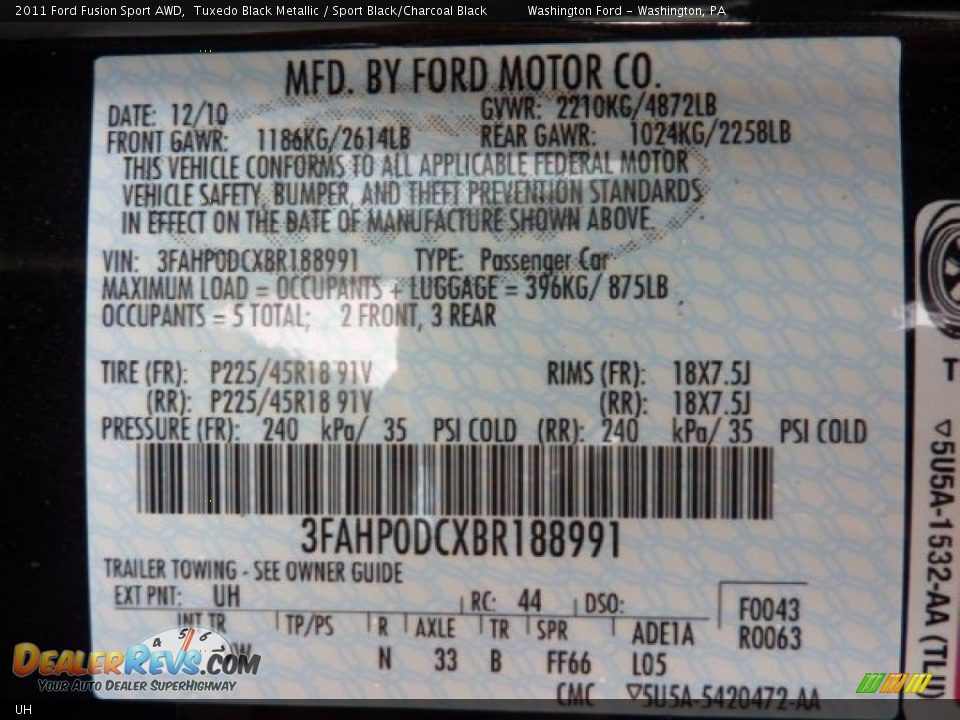 2011 Ford Fusion Sport AWD, Tuxedo Black Metallic / Sport Black/Charcoal Black Washington Ford - Washington, PA
MFD. BY FORD MOTOR CO.
DATE: 12/10 GVWR: 2210KG/4872LB
FRONT GAWR: 1186KG/2614LB REAR GAWR: 1024KG/2258LB
THIS VEHICLE CONFORMS TO ALL APPLICABLE FEDERAL MOTOR
VEHICLE SAFETY, BUMPER, AND THEFT PREVENTION STANDARDS
IN EFFECT ON THE DATE OF MANUFACTURE SHOWN ABOVE.
VIN: 3FAHP0DCXBR188991 TYPE: Passenger Car
MAXIMUM LOAD = OCCUPANTS + LUGGAGE = 396KG/ 875LB
OCCUPANTS = 5 TOTAL; 2 FRONT, 3 REAR
TIRE (FR): P225/45R18 91V RIMS (FR): 18X7.5J
(RR): P225/45R18 91V (RR): 18X7.5J
PRESSURE (FR): 240 kPa/ 35 PSI COLD (RR): 240 kPa/ 35 PSI COLD
3FAHP0DCXBR188991
TRAILER TOWING - SEE OWNER GUIDE
EXT PNT: UH RC: 44 DSO: F0043
INT TR TP/PS R AXLE TR SPR ADE1A R0063
W N 33 B FF66 L05
CMC ▽5U5A-5420472-AA
T ▽5U5A-1532-AA (TLU)
4 5 6
DealerRevs.com
Your Auto Dealer SuperHighway
UH